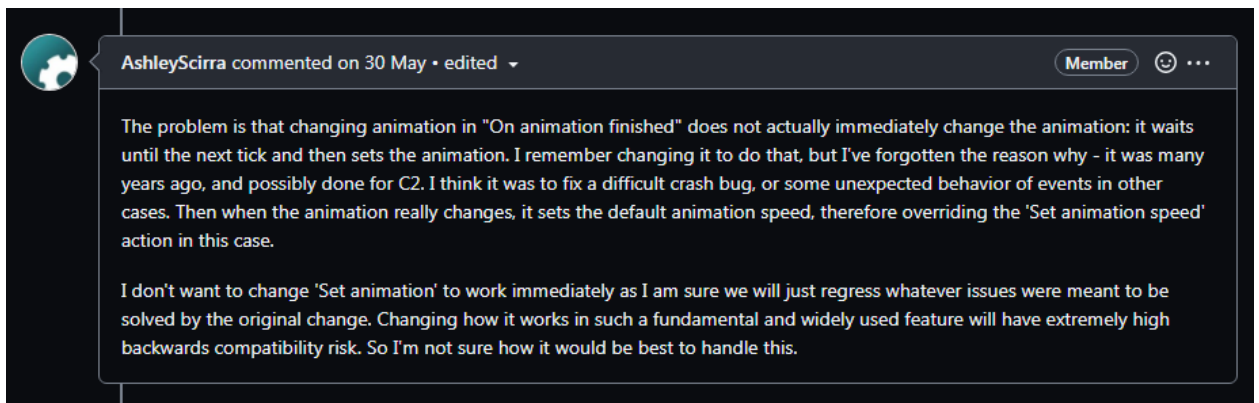 AshleyScirra commented on 30 May • edited
Member
The problem is that changing animation in "On animation finished" does not actually immediately change the animation: it waits
until the next tick and then sets the animation. I remember changing it to do that, but I've forgotten the reason why - it was many
years ago, and possibly done for C2. I think it was to fix a difficult crash bug, or some unexpected behavior of events in other
cases. Then when the animation really changes, it sets the default animation speed, therefore overriding the 'Set animation speed'
action in this case.
I don't want to change 'Set animation' to work immediately as I am sure we will just regress whatever issues were meant to be
solved by the original change. Changing how it works in such a fundamental and widely used feature will have extremely high
backwards compatibility risk. So I'm not sure how it would be best to handle this.